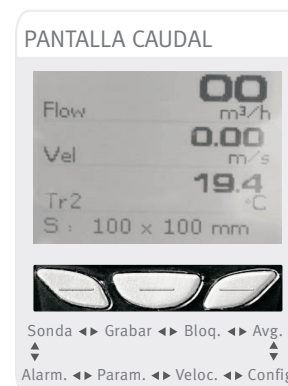 PANTALLA CAUDAL
00
Flow m³/h
0.00
Vel m/s
19.4
Tr2 °C
S : 100 x 100 mm
Sonda ◄► Grabar ◄► Bloq. ◄► Avg.
Alarm. ◄► Param. ◄► Veloc. ◄► Config